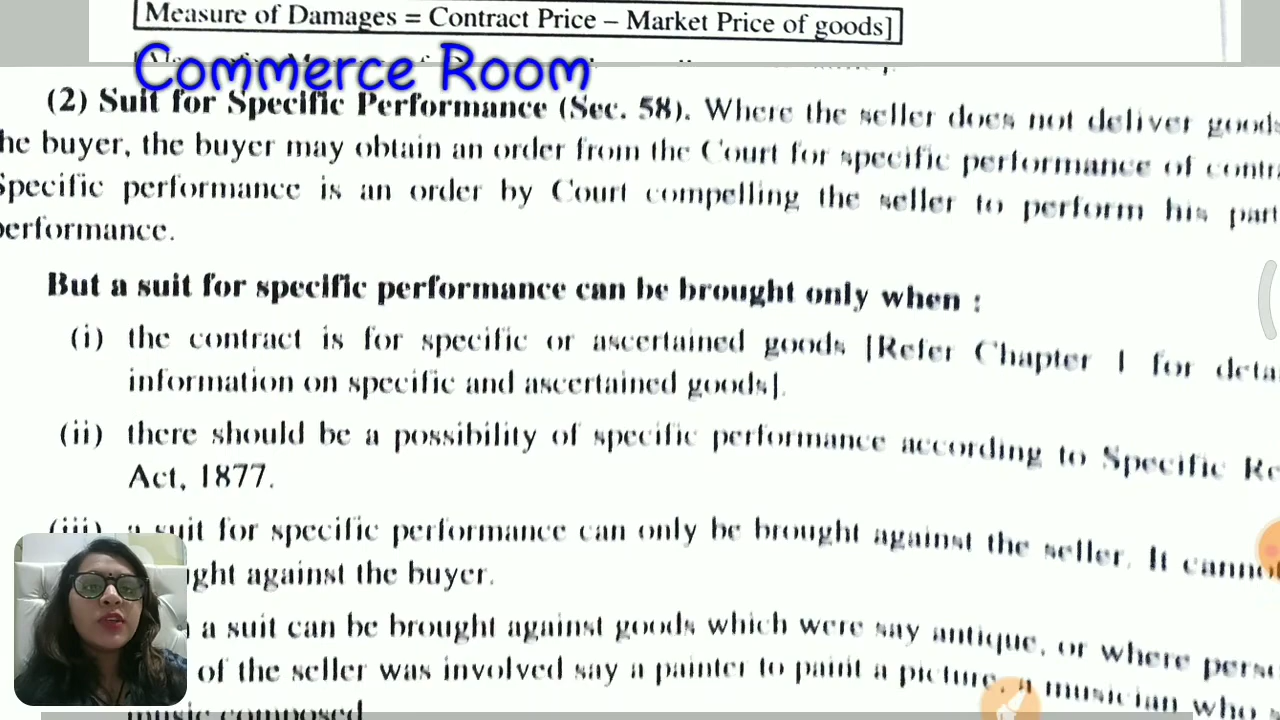 Measure of Damages = Contract Price – Market Price of goods]
Commerce Room
(2) Suit for Specific Performance (Sec. 58). Where the seller does not deliver goods
he buyer, the buyer may obtain an order from the Court for specific performance of contr
Specific performance is an order by Court compelling the seller to perform his part
performance.
But a suit for specific performance can be brought only when :
(i) the contract is for specific or ascertained goods [Refer Chapter 1 for deta
information on specific and ascertained goods].
(ii) there should be a possibility of specific performance according to Specific Re
Act, 1877.
(iii) a suit for specific performance can only be brought against the seller. It canno
ght against the buyer.
a suit can be brought against goods which were say antique, or where pers
of the seller was involved say a painter to paint a picture, a musician who s
music composed